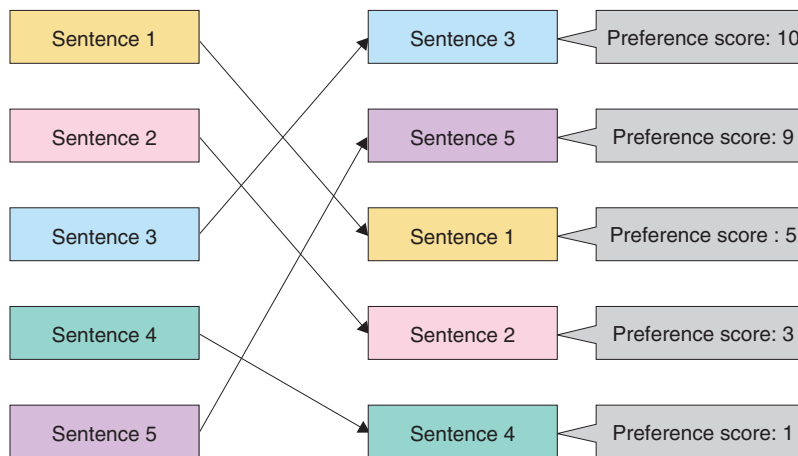 Sentence 1
Sentence 3
Preference score: 10
Sentence 2
Sentence 5
Preference score: 9
Sentence 3
Sentence 1
Preference score : 5
Sentence 4
Sentence 2
Preference score: 3
Sentence 5
Sentence 4
Preference score: 1